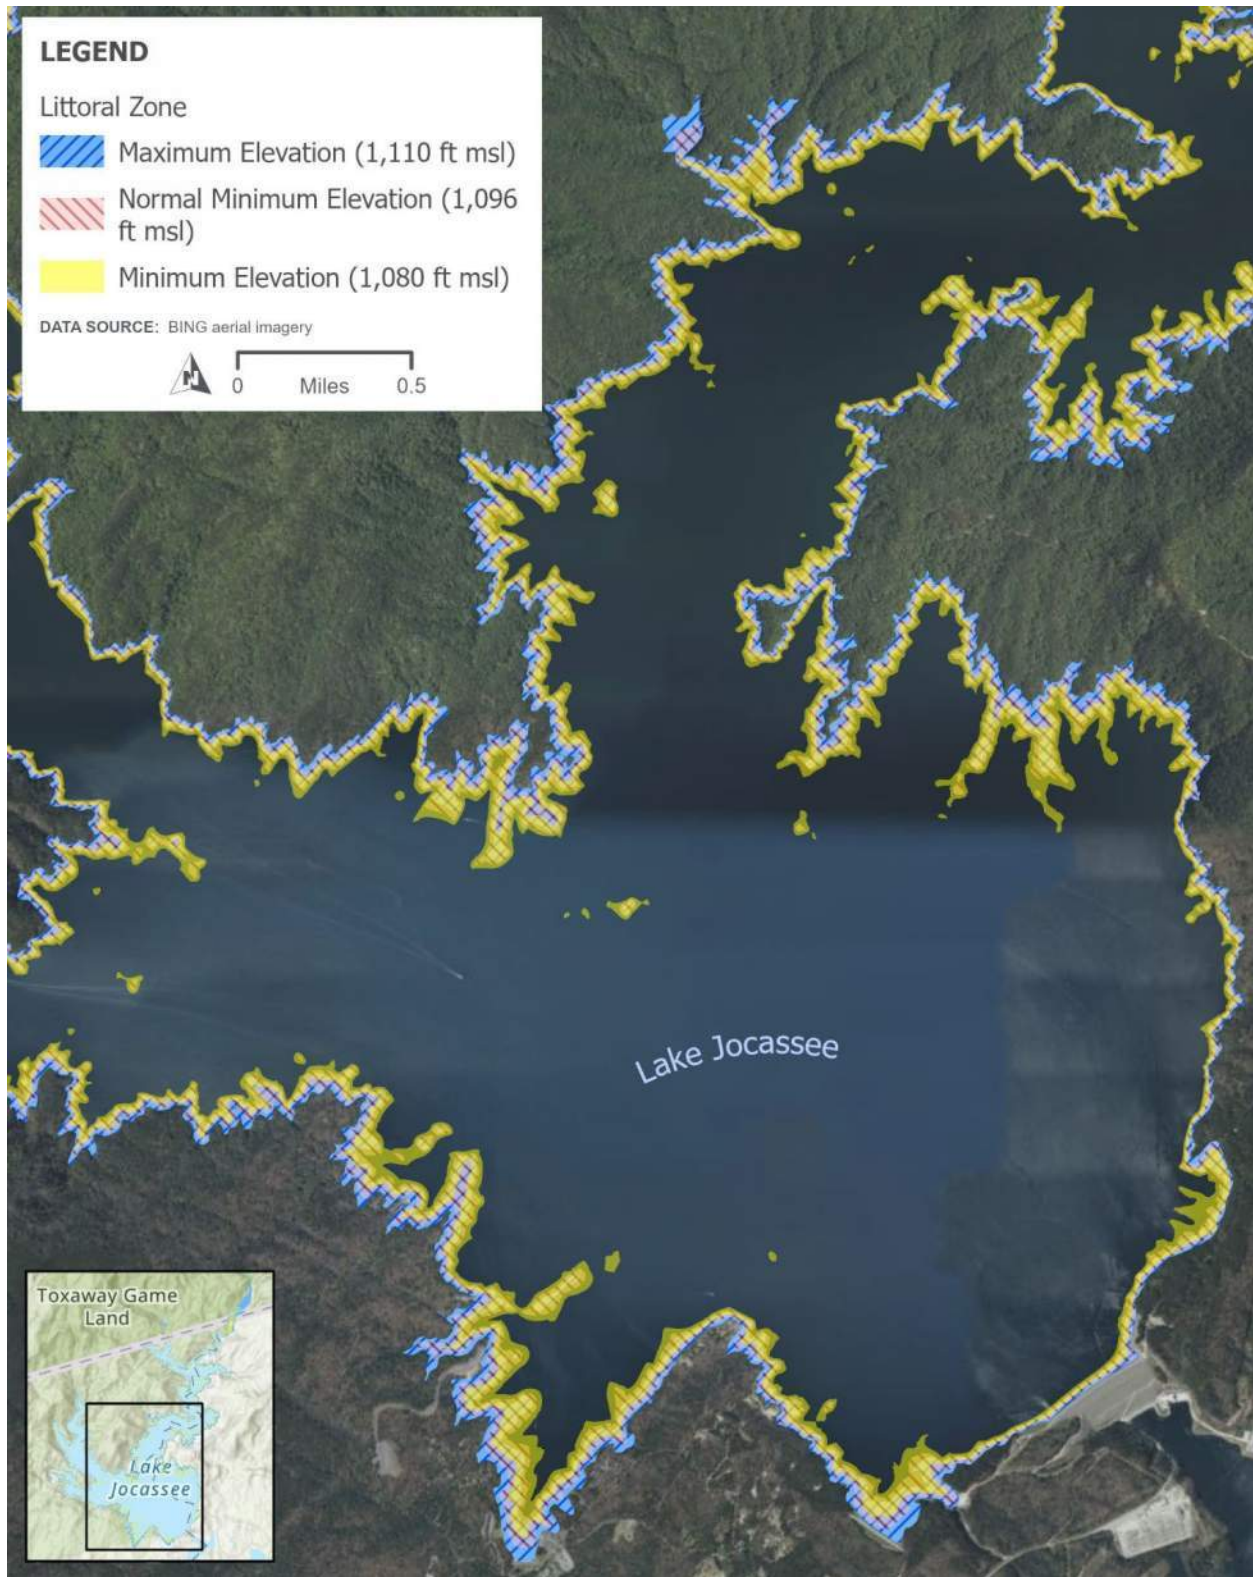 LEGEND
Littoral Zone
Maximum Elevation (1,110 ft msl)
Normal Minimum Elevation (1,096
ft msl)
Minimum Elevation (1,080 ft msl)
DATA SOURCE: BING aerial imagery
N
0 Miles 0.5
Lake Jocassee
Toxaway Game
Land
Lake
Jocassee